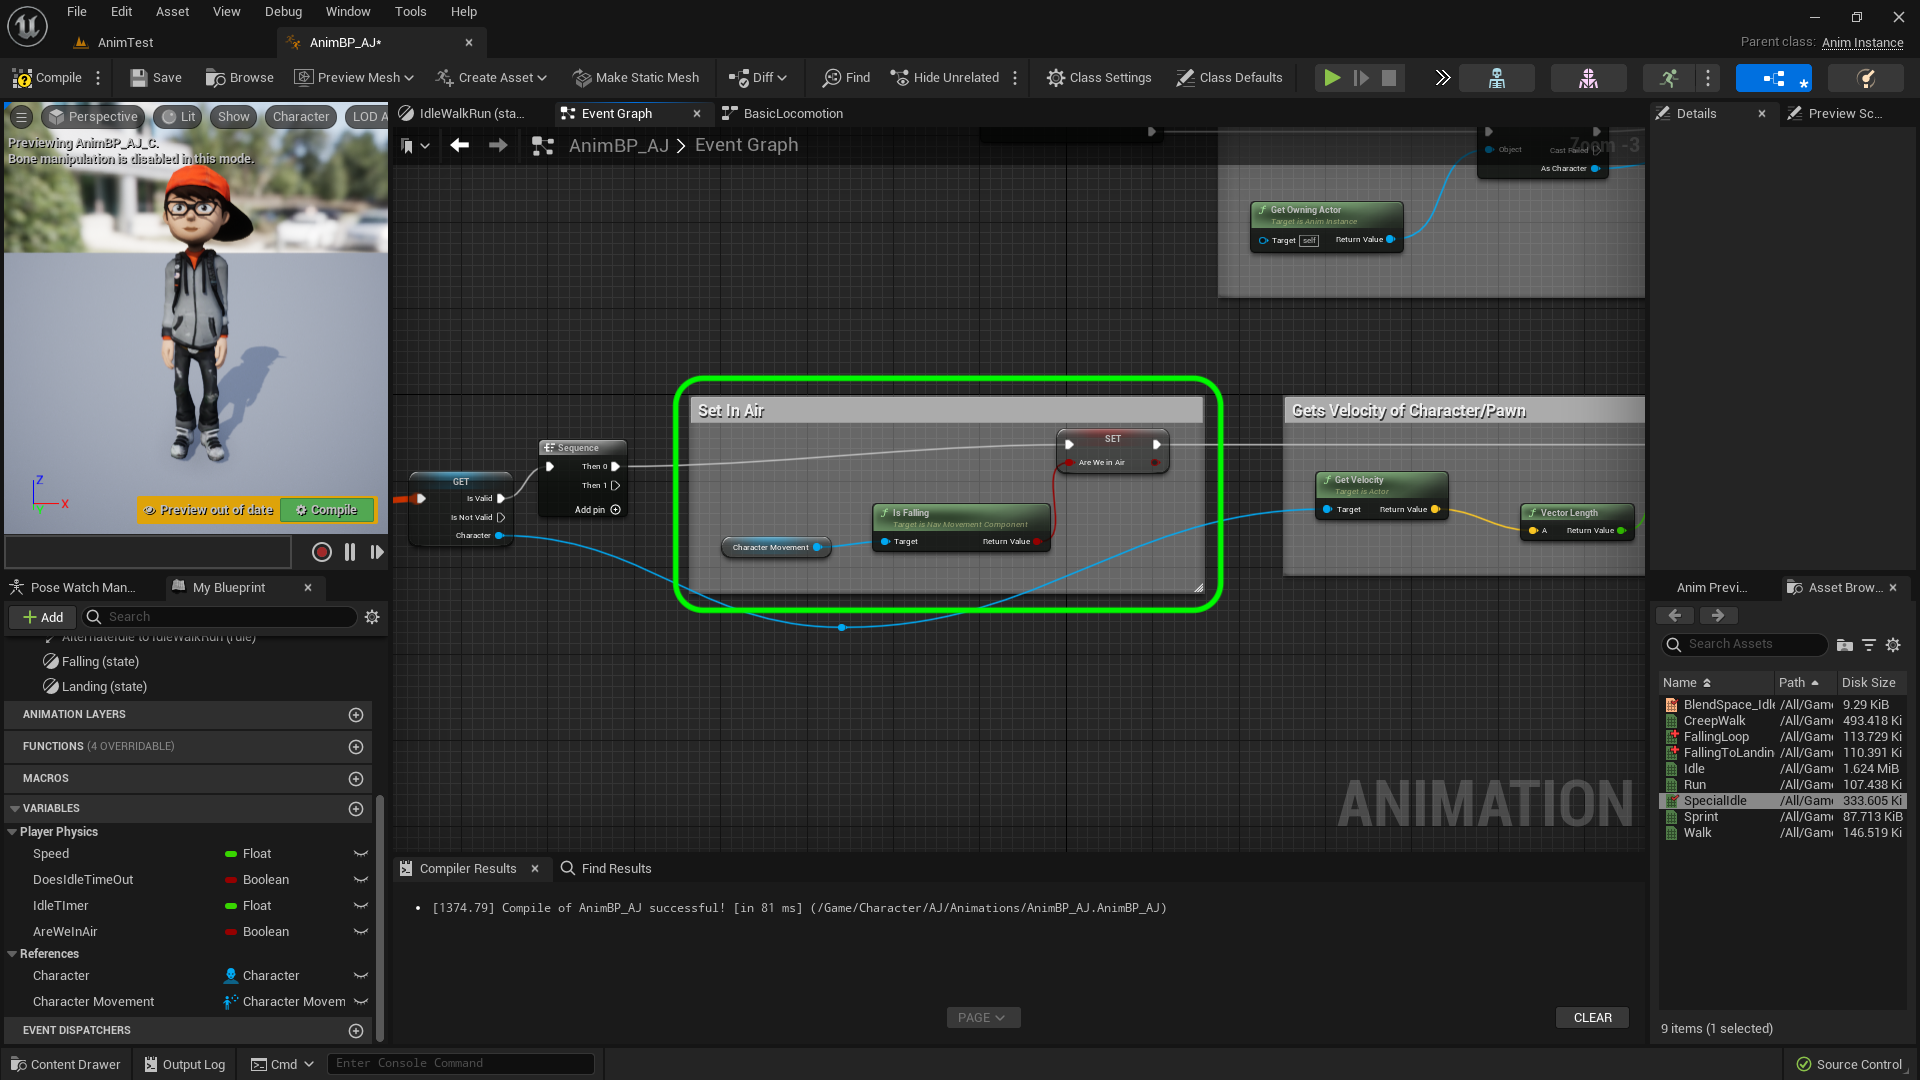 File Edit Asset View Debug Window Tools Help
AnimTest
AnimBP_AJ*
Parent class: Anim Instance
Compile Save Browse Preview Mesh Create Asset Make Static Mesh Diff Find Hide Unrelated Class Settings Class Defaults
Perspective Lit Show Character LOD A
Previewing AnimBP_AJ_C.
Bone manipulation is disabled in this mode.
Z
X
Preview out of date Compile
IdleWalkRun (sta... Event Graph BasicLocomotion
AnimBP_AJ > Event Graph
Zoom -3
Object Cast Failed
As Character
Get Owning Actor
Target is Anim Instance
Target self Return Value
Set In Air
SET
Are We in Air
Is Falling
Target is Nav Movement Component
Target Return Value
Character Movement
GET
Is Valid
Is Not Valid
Character
Sequence
Then 0
Then 1
Add pin
Gets Velocity of Character/Pawn
Get Velocity
Target is Actor
Target Return Value
Vector Length
A Return Value
ANIMATION
Pose Watch Man... My Blueprint
Add Search
AlternateIdle to IdleWalkRun (rule)
Falling (state)
Landing (state)
ANIMATION LAYERS
FUNCTIONS (4 OVERRIDABLE)
MACROS
VARIABLES
Player Physics
Speed Float
DoesIdleTimeOut Boolean
IdleTImer Float
AreWeInAir Boolean
References
Character Character
Character Movement Character Movem
EVENT DISPATCHERS
Compiler Results Find Results
[1374.79] Compile of AnimBP_AJ successful! [in 81 ms] (/Game/Character/AJ/Animations/AnimBP_AJ.AnimBP_AJ)
PAGE
CLEAR
Details Preview Sc...
Anim Previ... Asset Brow...
Search Assets
Name Path Disk Size
BlendSpace_Idle /All/Game 9.29 KiB
CreepWalk /All/Game 493.418 Ki
FallingLoop /All/Game 113.729 Ki
FallingToLandin /All/Game 110.391 Ki
Idle /All/Game 1.624 MiB
Run /All/Game 107.438 Ki
SpecialIdle /All/Game 333.605 Ki
Sprint /All/Game 87.713 KiB
Walk /All/Game 146.519 Ki
9 items (1 selected)
Content Drawer Output Log Cmd Enter Console Command
Source Control